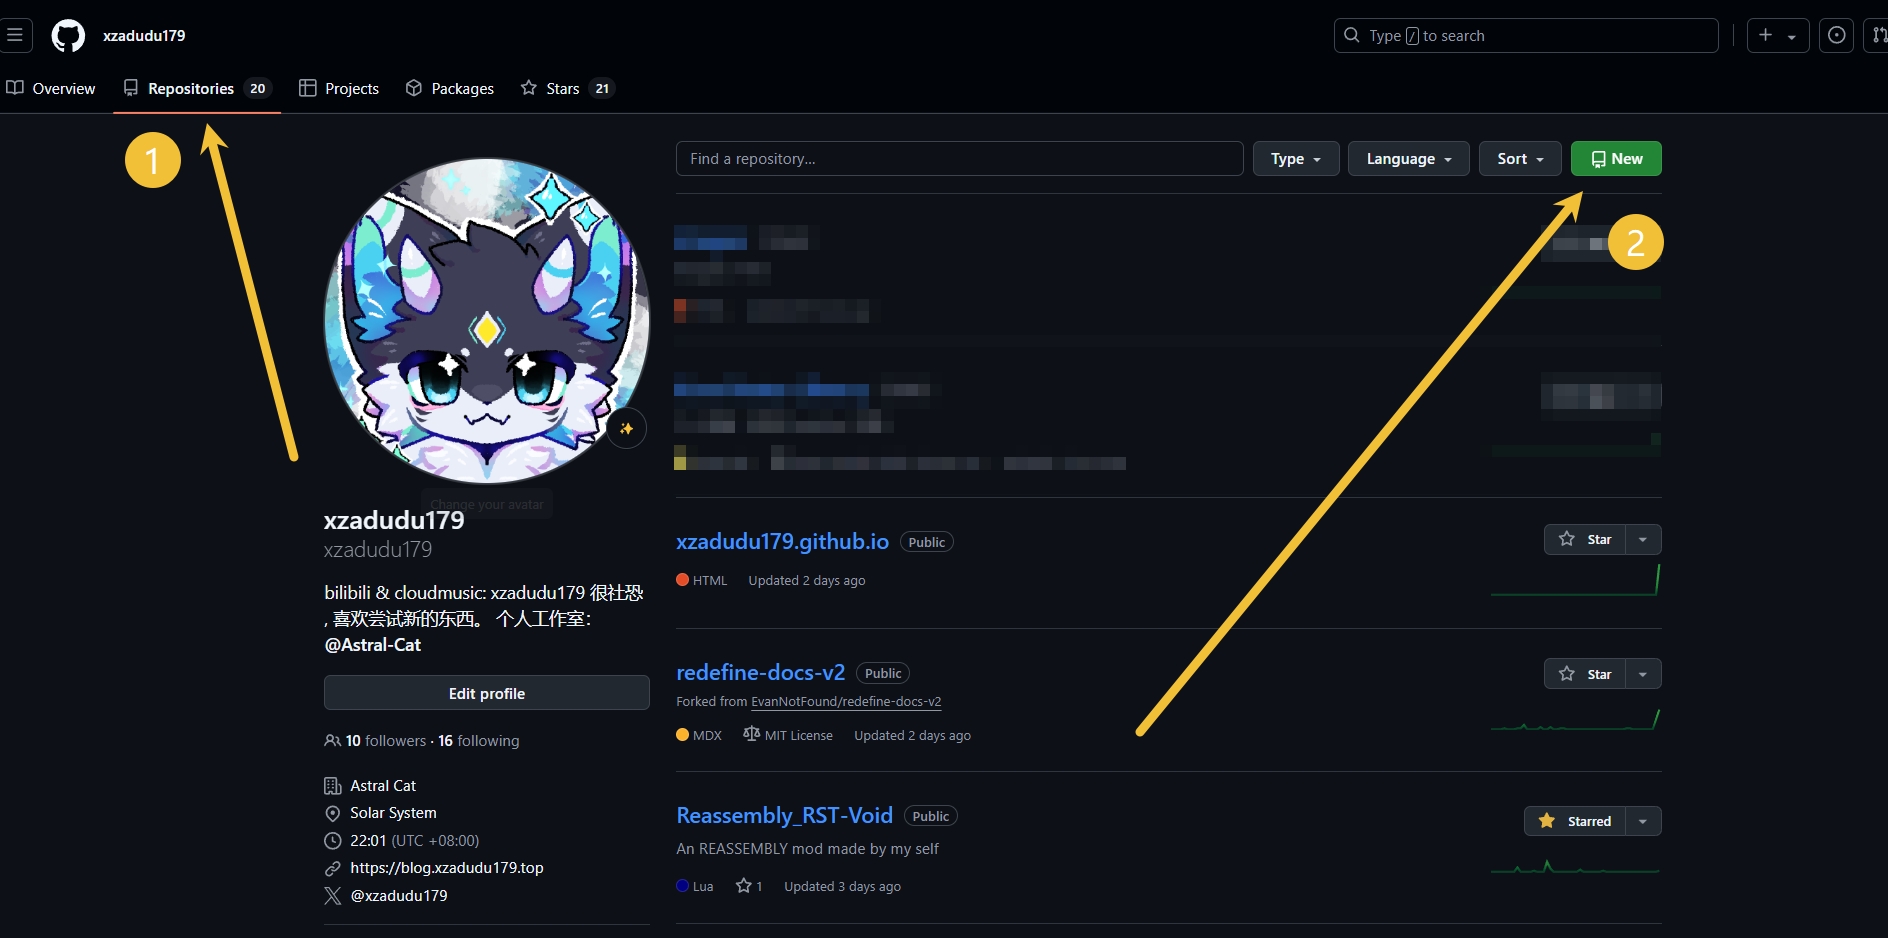 xzadudu179
Type / to search
Overview
Repositories 20
Projects
Packages
Stars 21
1
Find a repository...
Type
Language
Sort
New
2
Change your avatar
xzadudu179
xzadudu179
bilibili & cloudmusic: xzadudu179 很社恐
, 喜欢尝试新的东西。 个人工作室：
@Astral-Cat
Edit profile
10 followers · 16 following
Astral Cat
Solar System
22:01 (UTC +08:00)
https://blog.xzadudu179.top
@xzadudu179
xzadudu179.github.io Public
Star
HTML Updated 2 days ago
redefine-docs-v2 Public
Star
Forked from EvanNotFound/redefine-docs-v2
MDX MIT License Updated 2 days ago
Reassembly_RST-Void Public
Starred
An REASSEMBLY mod made by my self
Lua 1 Updated 3 days ago